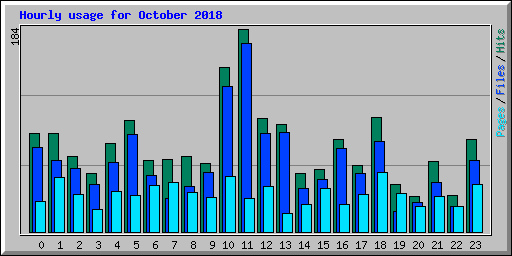 Hourly usage for October 2018
184
Pages/Files/Hits
0 1 2 3 4 5 6 7 8 9 10 11 12 13 14 15 16 17 18 19 20 21 22 23